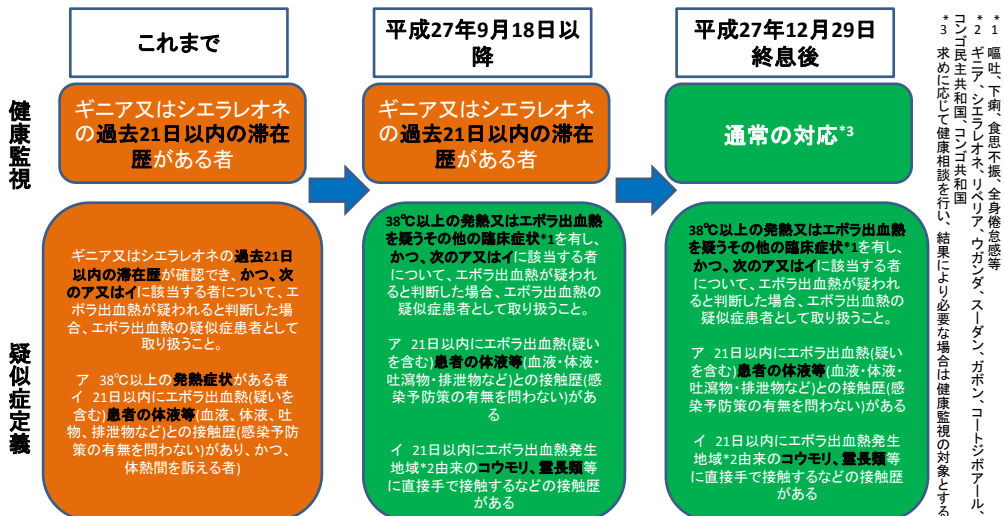 これまで
平成27年9月18日以
降
平成27年12月29日
終息後
健康監視
ギニア又はシエラレオネ
の過去21日以内の滞在
歴がある者
ギニア又はシエラレオネ
の過去21日以内の滞在
歴がある者
通常の対応*3
疑似症定義
ギニア又はシエラレオネの過去21日
以内の滞在歴が確認でき、かつ、次
のア又はイに該当する者について、エ
ボラ出血熱が疑われると判断した場
合、エボラ出血熱の疑似症患者として
取り扱うこと。
ア 38℃以上の発熱症状がある者
イ 21日以内にエボラ出血熱(疑いを
含む)患者の体液等(血液、体液、吐
物、排泄物など)との接触歴(感染予防
策の有無を問わない)があり、かつ、
体熱間を訴える者)
38℃以上の発熱又はエボラ出血熱
を疑うその他の臨床症状*1を有し、
かつ、次のア又はイに該当する者
について、エボラ出血熱が疑われ
ると判断した場合、エボラ出血熱の
疑似症患者として取り扱うこと。
ア 21日以内にエボラ出血熱(疑い
を含む)患者の体液等(血液・体液・
吐瀉物・排泄物など)との接触歴(感
染予防策の有無を問わない)があ
る
イ 21日以内にエボラ出血熱発生
地域*2由来のコウモリ、霊長類等
に直接手で接触するなどの接触歴
がある
38℃以上の発熱又はエボラ出血熱
を疑うその他の臨床症状*1を有し、
かつ、次のア又はイに該当する者
について、エボラ出血熱が疑われ
ると判断した場合、エボラ出血熱の
疑似症患者として取り扱うこと。
ア 21日以内にエボラ出血熱(疑い
を含む)患者の体液等(血液・体液・
吐瀉物・排泄物など)との接触歴(感
染予防策の有無を問わない)がある
イ 21日以内にエボラ出血熱発生
地域*2由来のコウモリ、霊長類等
に直接手で接触するなどの接触歴
がある
*1 嘔吐、下痢、食思不振、全身倦怠感等
*2 ギニア、シエラレオネ、リベリア、ウガンダ、スーダン、ガボン、コートジボアール、
コンゴ民主共和国、コンゴ共和国
*3 求めに応じて健康相談を行い、結果により必要な場合は健康監視の対象とする